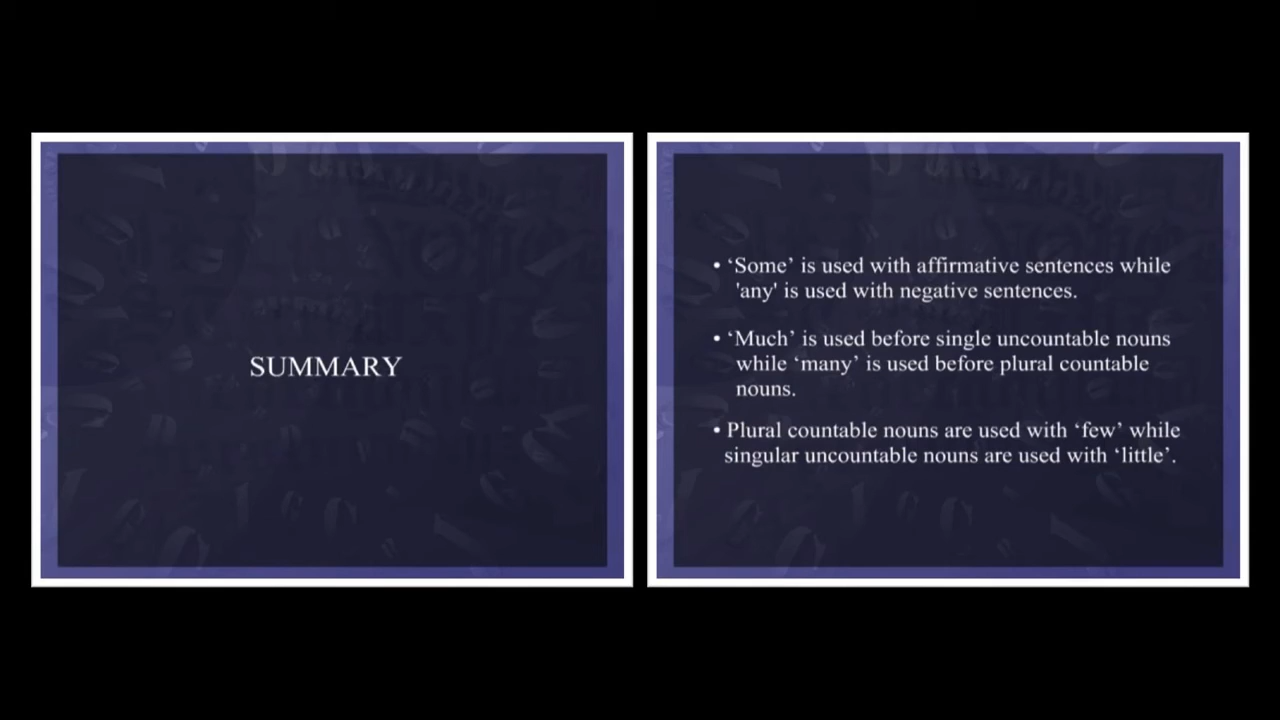 SUMMARY
• ‘Some’ is used with affirmative sentences while
'any' is used with negative sentences.
• ‘Much’ is used before single uncountable nouns
while ‘many’ is used before plural countable
nouns.
• Plural countable nouns are used with ‘few’ while
singular uncountable nouns are used with ‘little’.